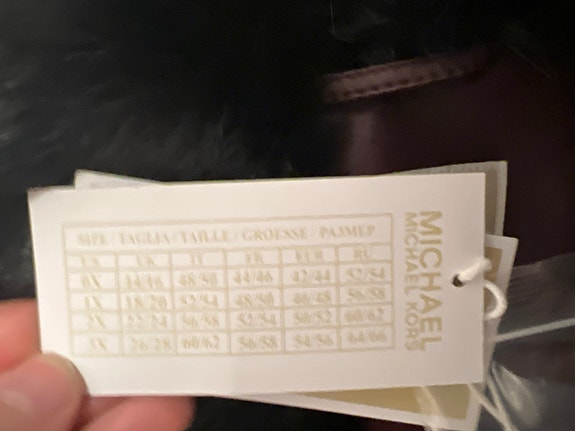 SIZE / TAGLIA / TAILLE / GROESSE / РАЗМЕР
US UK IT FR EUR RU
0X 14/16 48/50 44/46 42/44 52/54
1X 18/20 52/54 48/50 46/48 56/58
2X 22/24 56/58 52/54 50/52 60/62
3X 26/28 60/62 56/58 54/56 64/66
MICHAEL
MICHAEL KORS